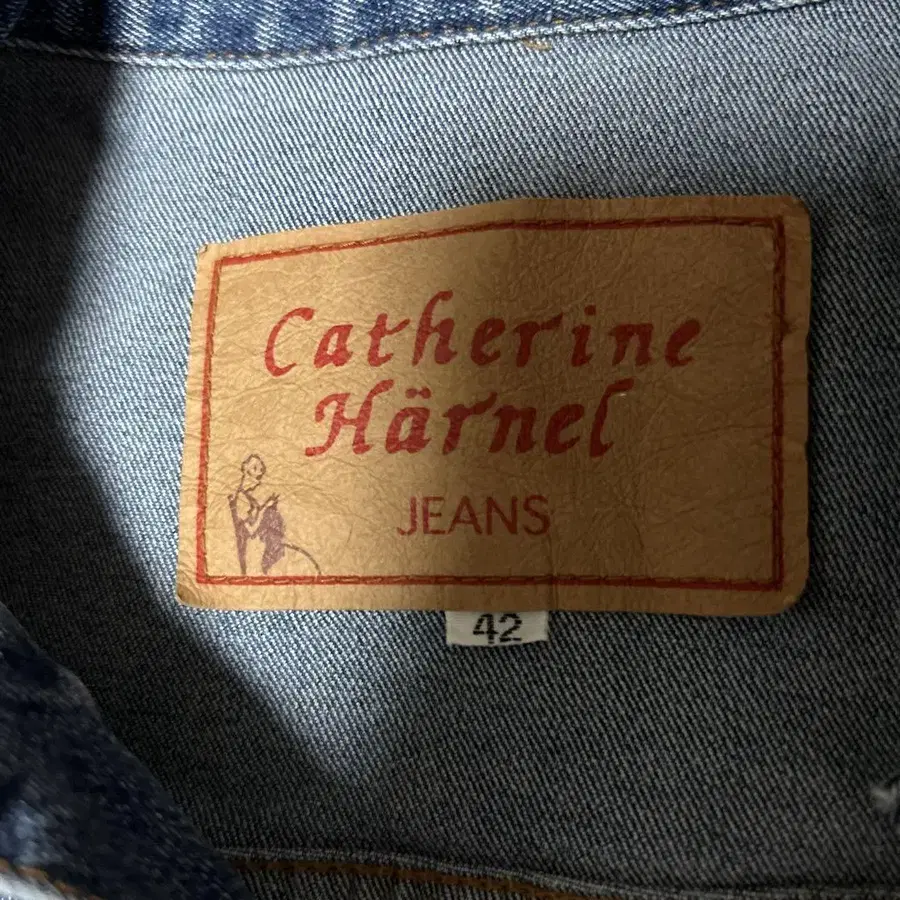 Catherine
Härnel
JEANS
42